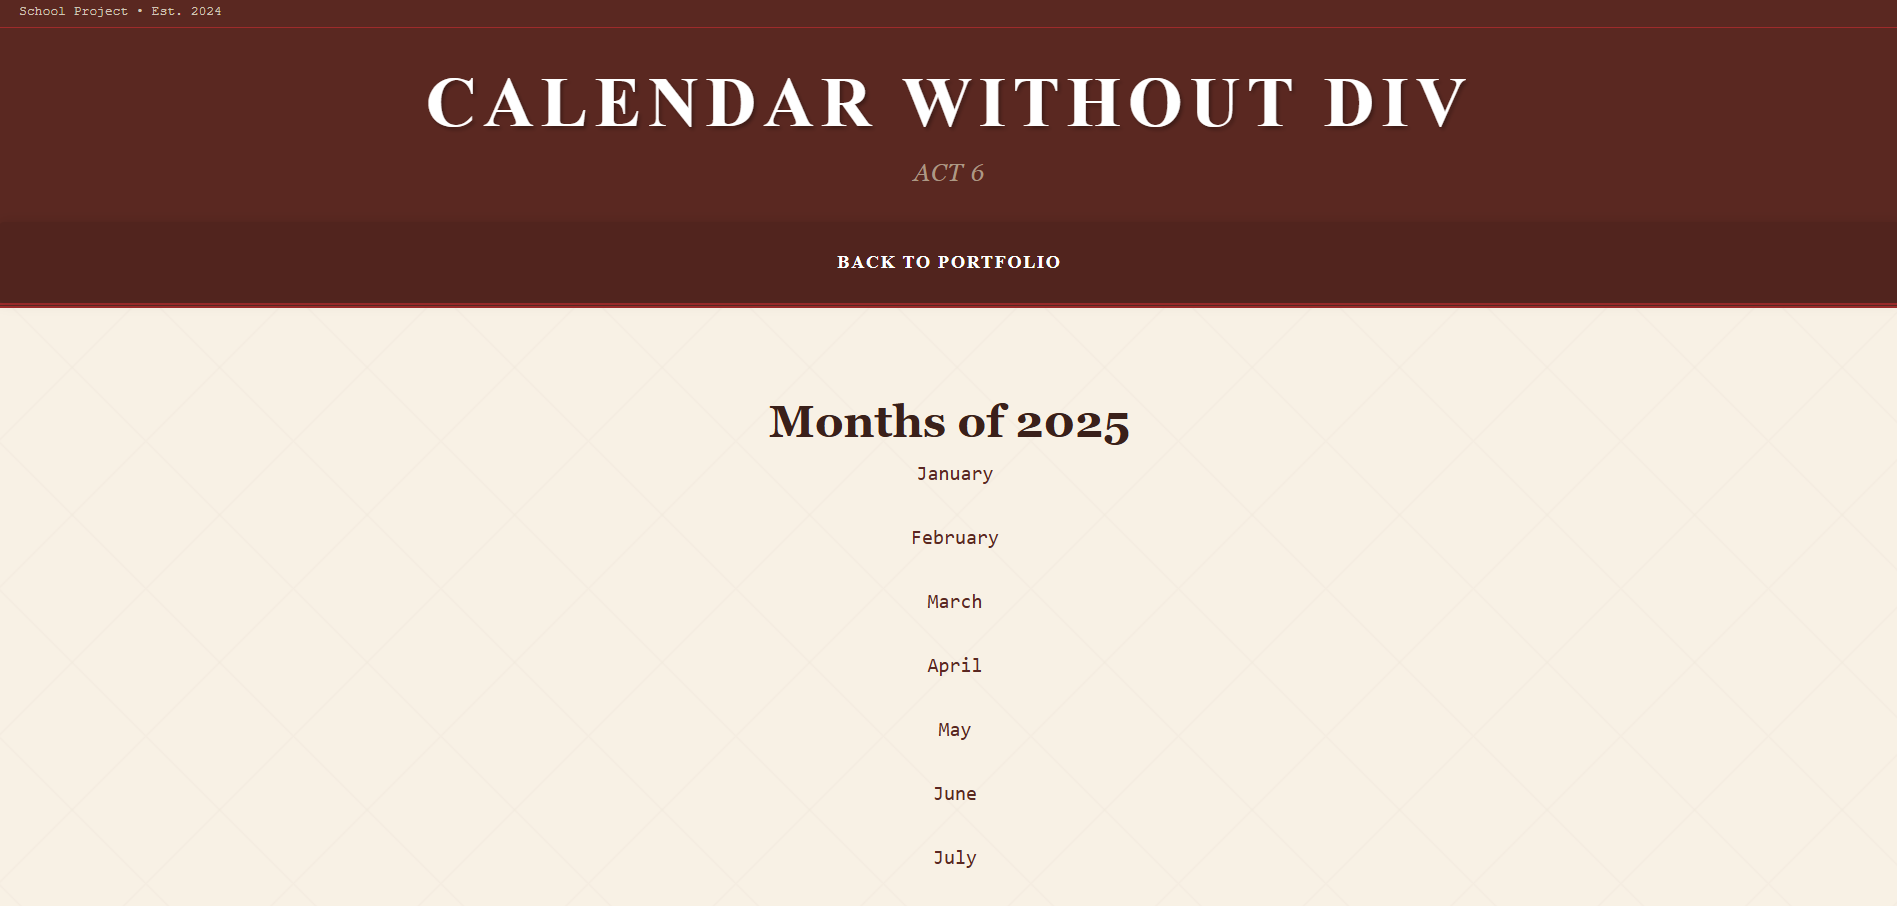 School Project • Est. 2024
CALENDAR WITHOUT DIV
ACT 6
BACK TO PORTFOLIO
Months of 2025
January
February
March
April
May
June
July